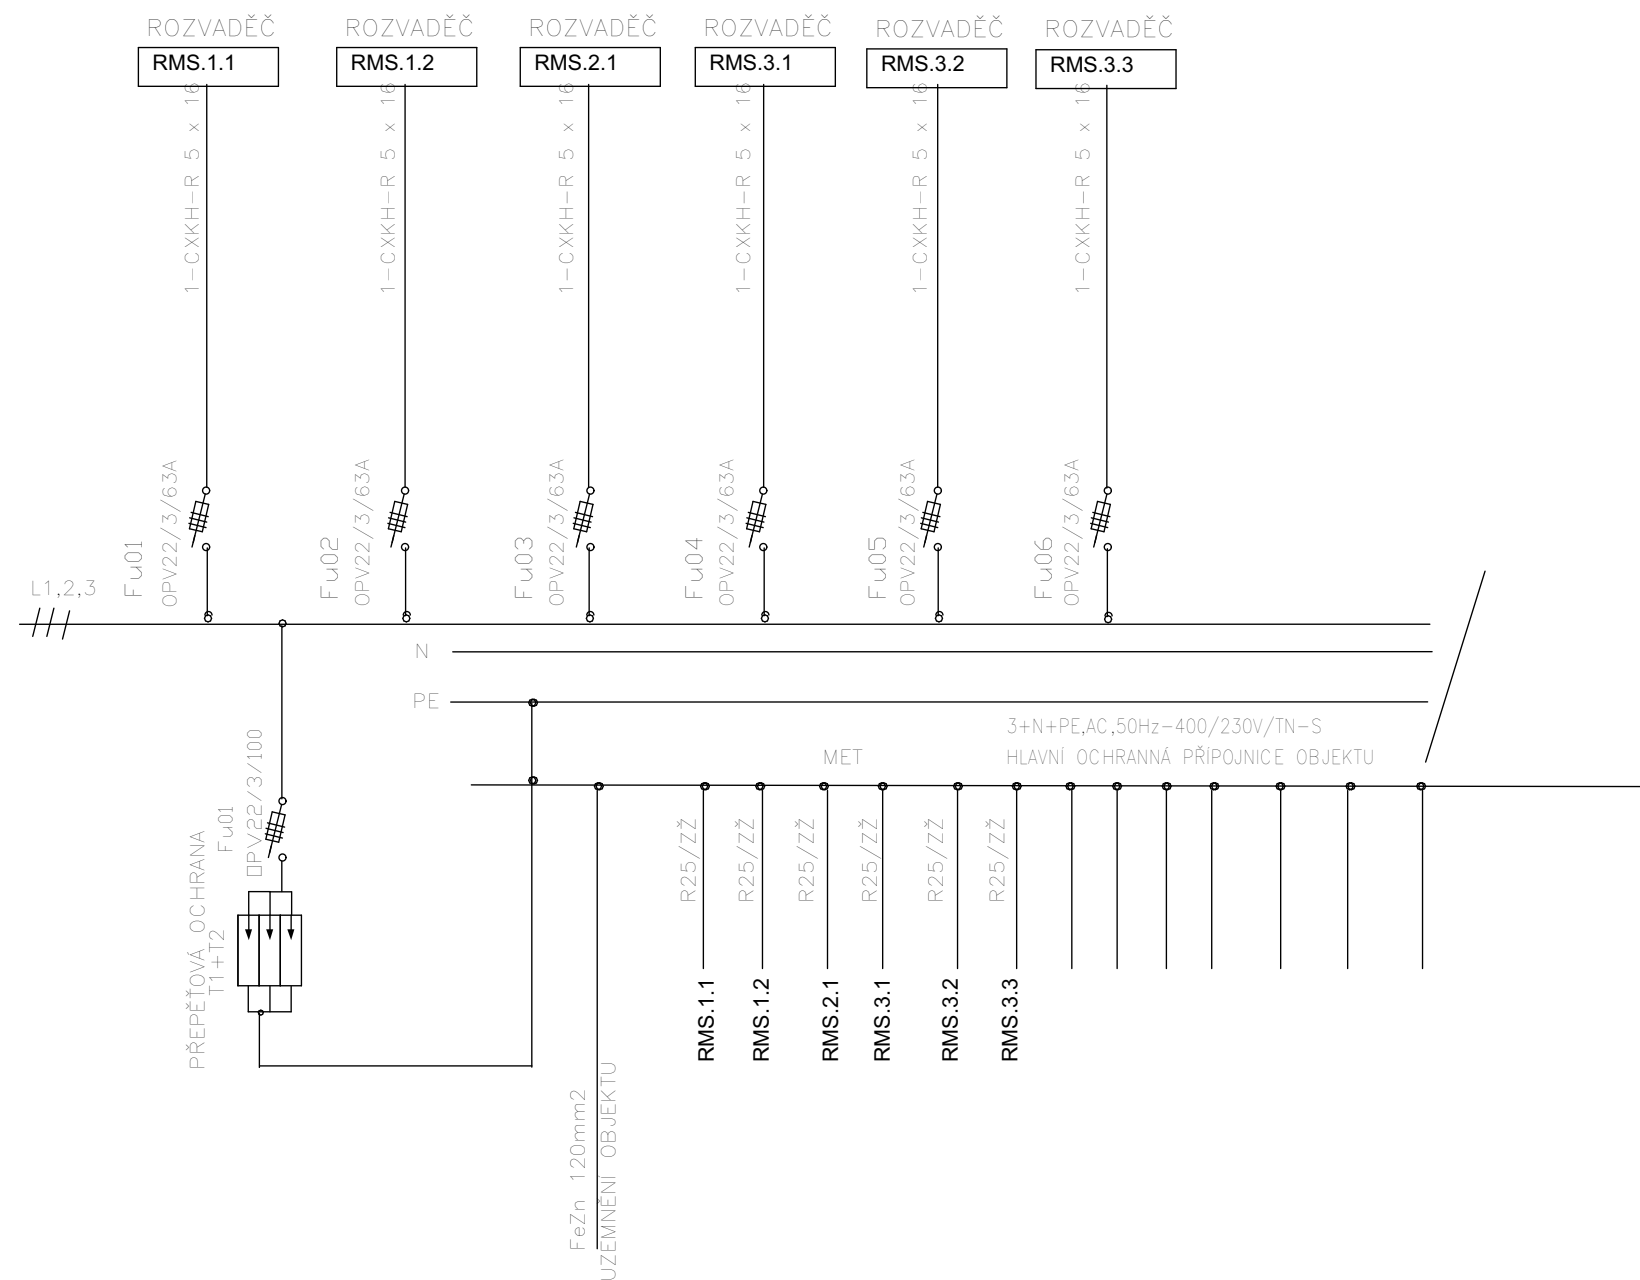 ROZVADĚČ
RMS.1.1
ROZVADĚČ
RMS.1.2
ROZVADĚČ
RMS.2.1
ROZVADĚČ
RMS.3.1
ROZVADĚČ
RMS.3.2
ROZVADĚČ
RMS.3.3
1-CXKH-R 5 x 16
1-CXKH-R 5 x 16
1-CXKH-R 5 x 16
1-CXKH-R 5 x 16
1-CXKH-R 5 x 16
1-CXKH-R 5 x 16
Fu01
OPV22/3/63A
Fu02
OPV22/3/63A
Fu03
OPV22/3/63A
Fu04
OPV22/3/63A
Fu05
OPV22/3/63A
Fu06
OPV22/3/63A
L1,2,3
N
PE
3+N+PE,AC,50Hz-400/230V/TN-S
MET
HLAVNÍ OCHRANNÁ PŘÍPOJNICE OBJEKTU
PŘEPĚŤOVÁ OCHRANA
T1+T2
Fu01
□PV22/3/100
R25/ZŽ
R25/ZŽ
R25/ZŽ
R25/ZŽ
R25/ZŽ
R25/ZŽ
RMS.1.1
RMS.1.2
RMS.2.1
RMS.3.1
RMS.3.2
RMS.3.3
FeZn 120mm2
UZEMNĚNÍ OBJEKTU